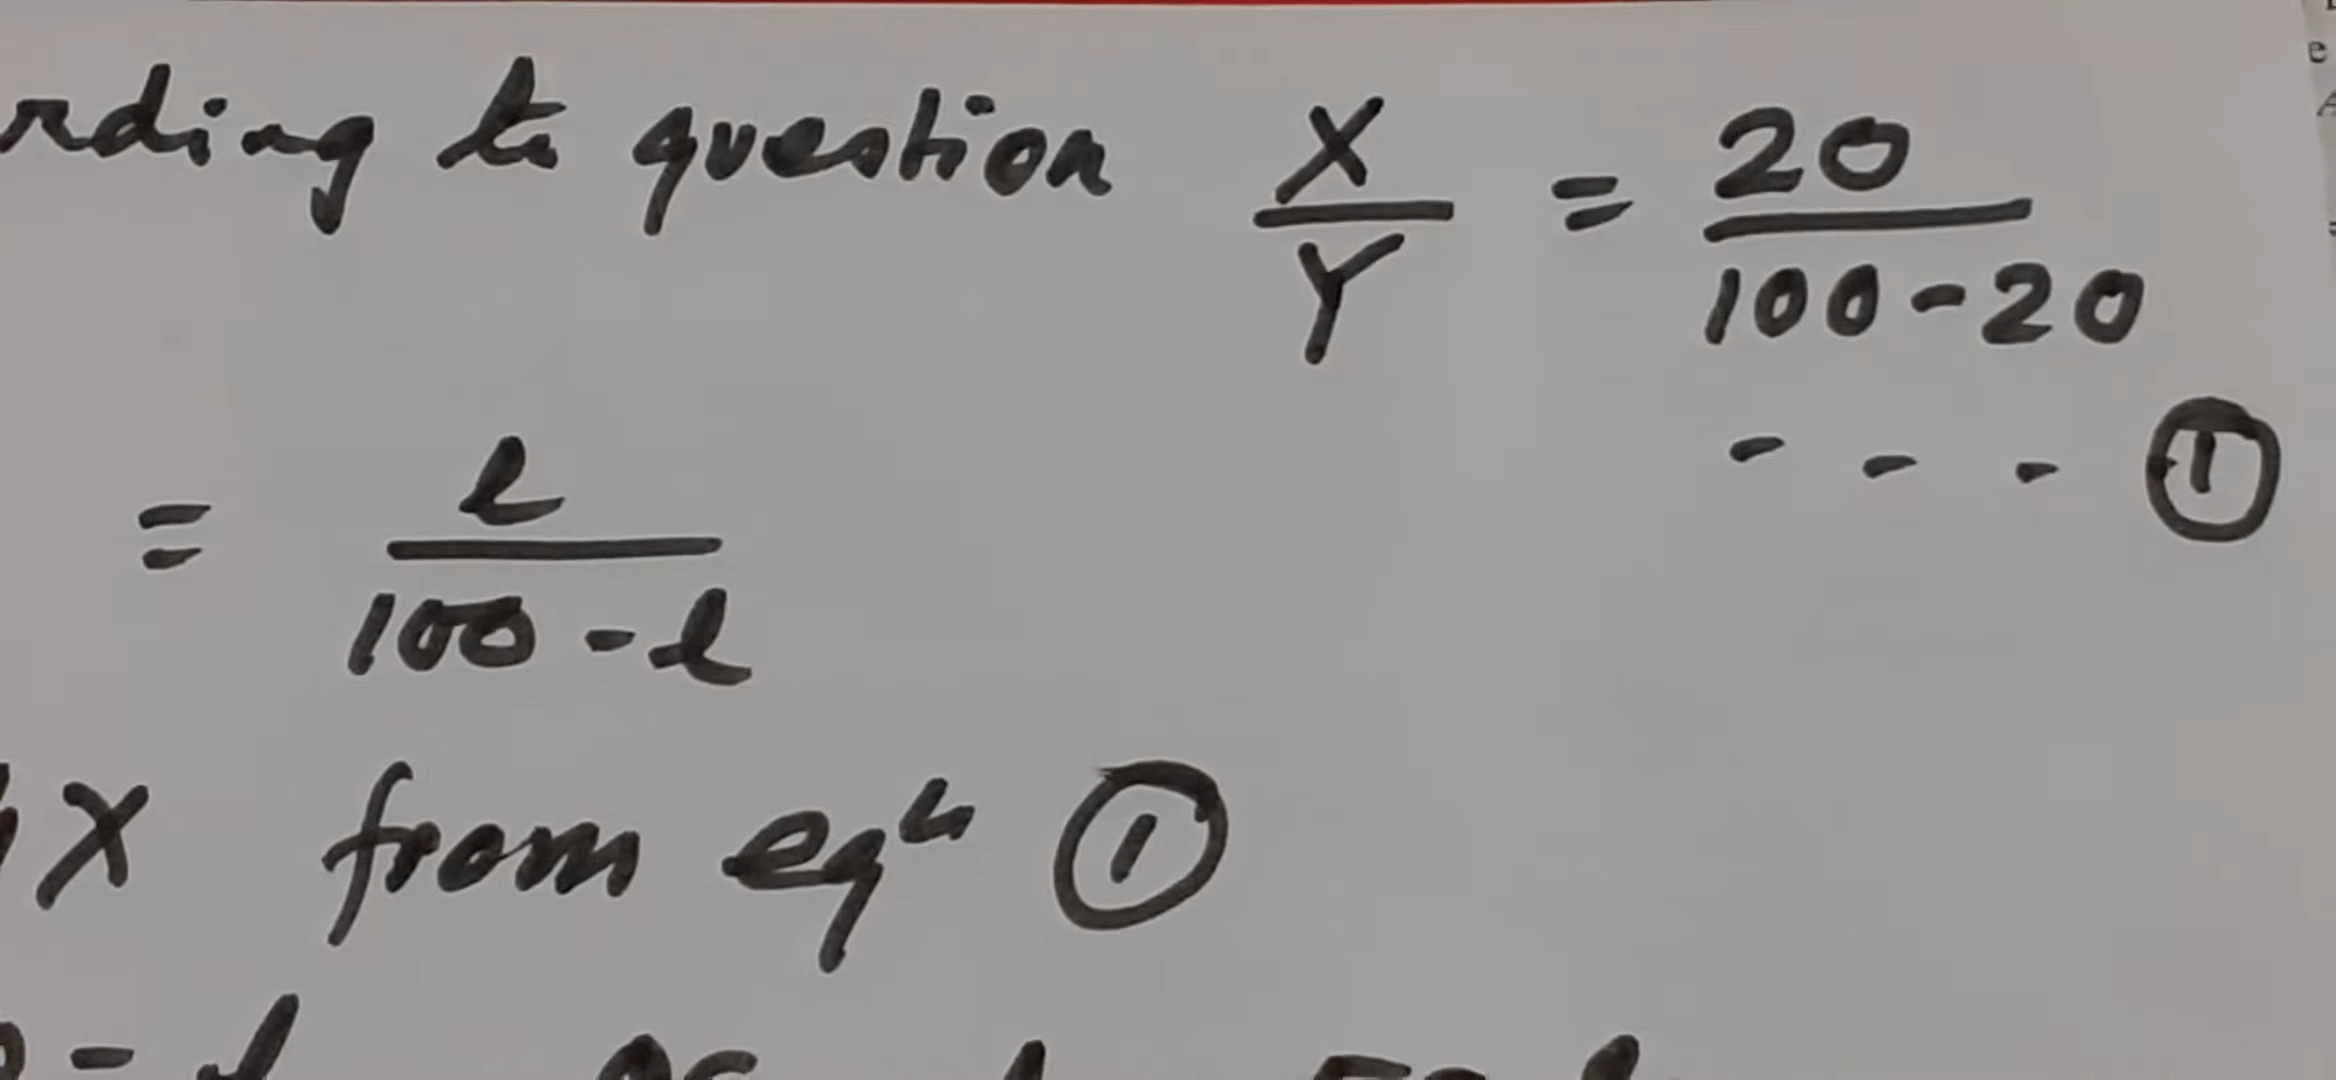 rding to question X/Y = 20/100-20
--- ①
= l/100-l
X from eqⁿ ①